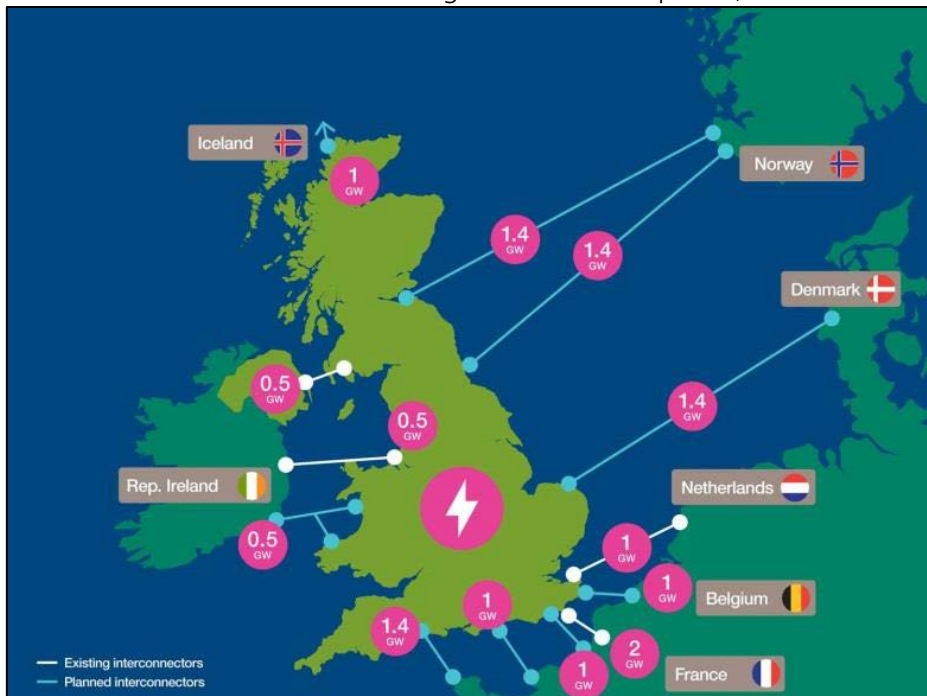 Iceland
1
GW
Norway
1.4
GW
1.4
GW
Denmark
0.5
GW
1.4
GW
0.5
GW
Rep. Ireland
Netherlands
0.5
GW
1
GW
1
GW
Belgium
1
GW
1.4
GW
2
GW
1
GW
France
Existing interconnectors
Planned interconnectors